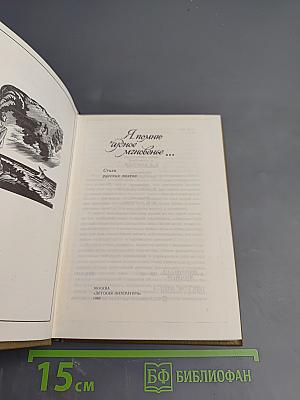 Я помню
чудное
мгновенье...
Стихи
русских поэтов
МОСКВА
«ДЕТСКАЯ ЛИТЕРАТУРА»
15 см
БФ БИБЛИОФАН